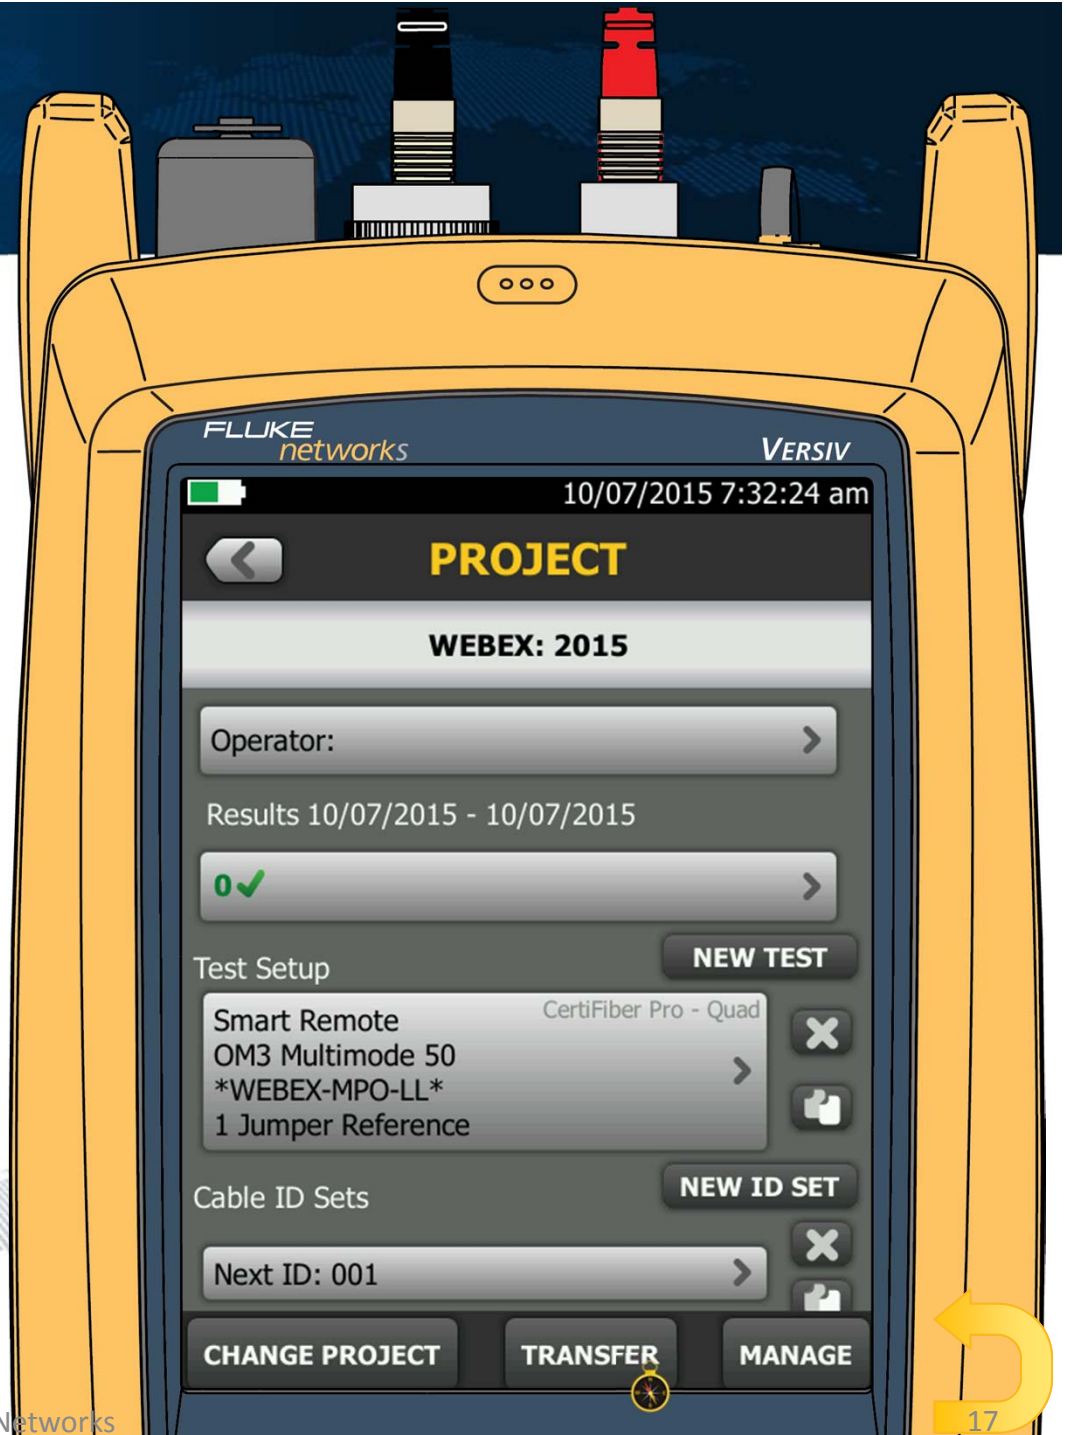 FLUKE
networks
VERSIV
10/07/2015 7:32:24 am
PROJECT
WEBEX: 2015
Operator:
Results 10/07/2015 - 10/07/2015
0
NEW TEST
Test Setup
CertiFiber Pro - Quad
Smart Remote
OM3 Multimode 50
*WEBEX-MPO-LL*
1 Jumper Reference
NEW ID SET
Cable ID Sets
Next ID: 001
CHANGE PROJECT
TRANSFER
MANAGE
Networks
17